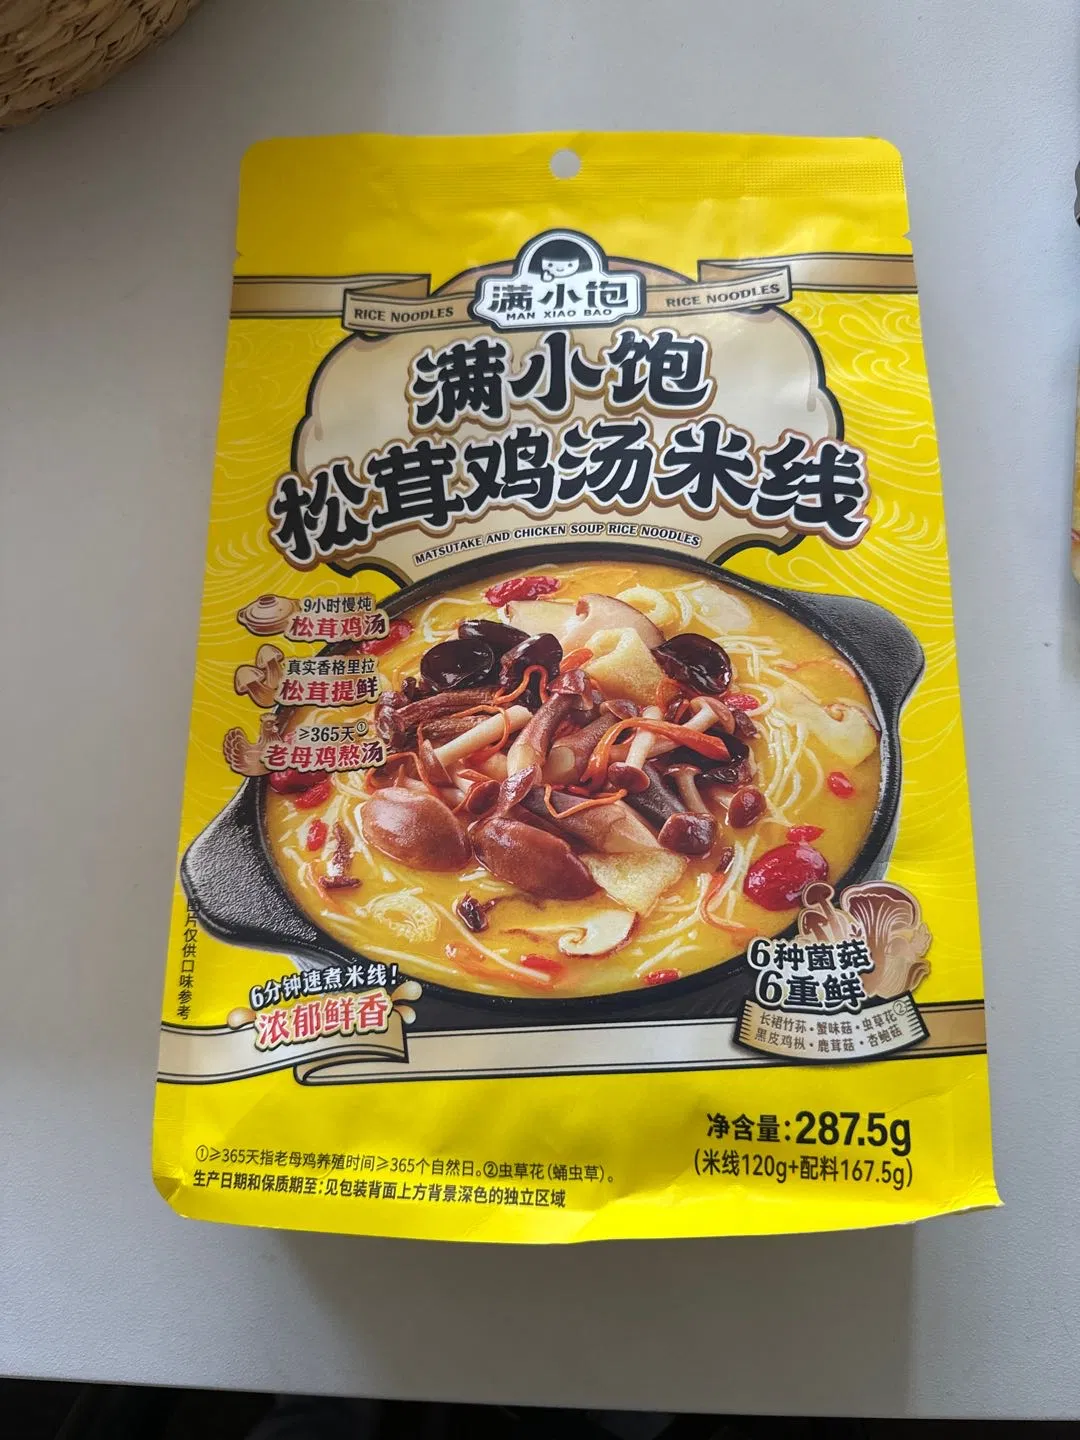 满小饱
MAN XIAO BAO
RICE NOODLES
RICE NOODLES
满小饱
松茸鸡汤米线
MATSUTAKE AND CHICKEN SOUP RICE NOODLES
9小时慢炖
松茸鸡汤
真实香格里拉
松茸提鲜
≥365天①
老母鸡熬汤
图片仅供口味参考
6分钟速煮米线!
浓郁鲜香
6种菌菇
6重鲜
长裙竹荪·蟹味菇·虫草花②
黑皮鸡枞·鹿茸菇·杏鲍菇
净含量:287.5g
(米线120g+配料167.5g)
①≥365天指老母鸡养殖时间≥365个自然日。②虫草花(蛹虫草)。
生产日期和保质期至:见包装背面上方背景深色的独立区域